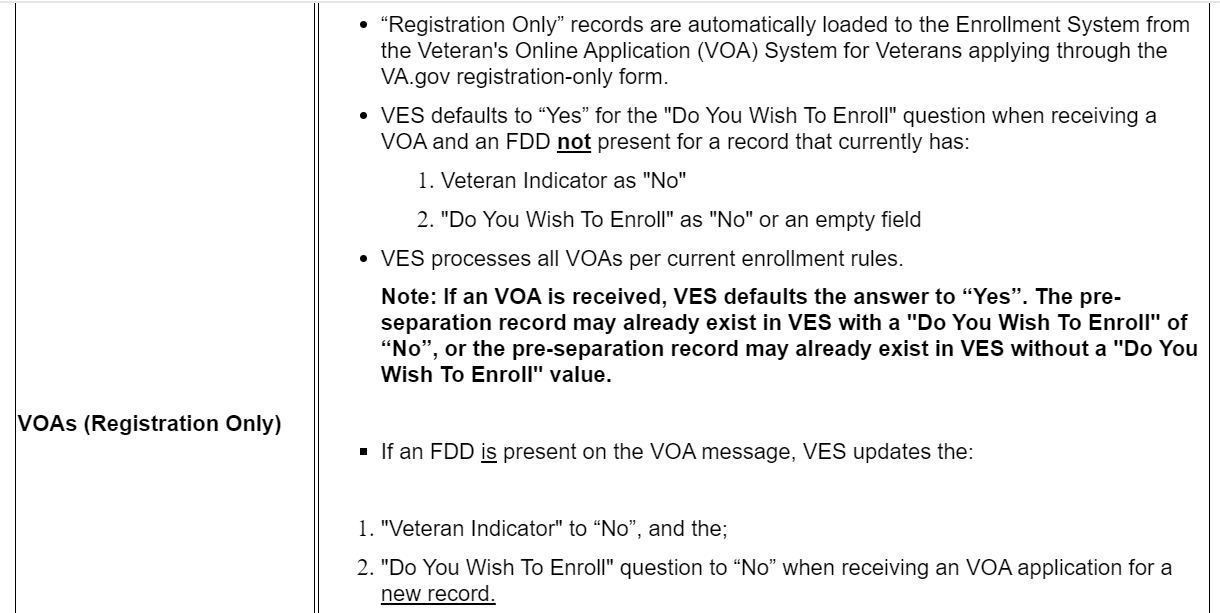 • “Registration Only” records are automatically loaded to the Enrollment System from
the Veteran's Online Application (VOA) System for Veterans applying through the
VA.gov registration-only form.
• VES defaults to “Yes” for the "Do You Wish To Enroll" question when receiving a
VOA and an FDD not present for a record that currently has:
1. Veteran Indicator as "No"
2. "Do You Wish To Enroll" as "No" or an empty field
• VES processes all VOAs per current enrollment rules.
Note: If an VOA is received, VES defaults the answer to “Yes”. The pre-
separation record may already exist in VES with a "Do You Wish To Enroll" of
“No”, or the pre-separation record may already exist in VES without a "Do You
Wish To Enroll" value.
VOAs (Registration Only)
▪ If an FDD is present on the VOA message, VES updates the:
1. "Veteran Indicator" to “No”, and the;
2. "Do You Wish To Enroll" question to “No” when receiving an VOA application for a
new record.